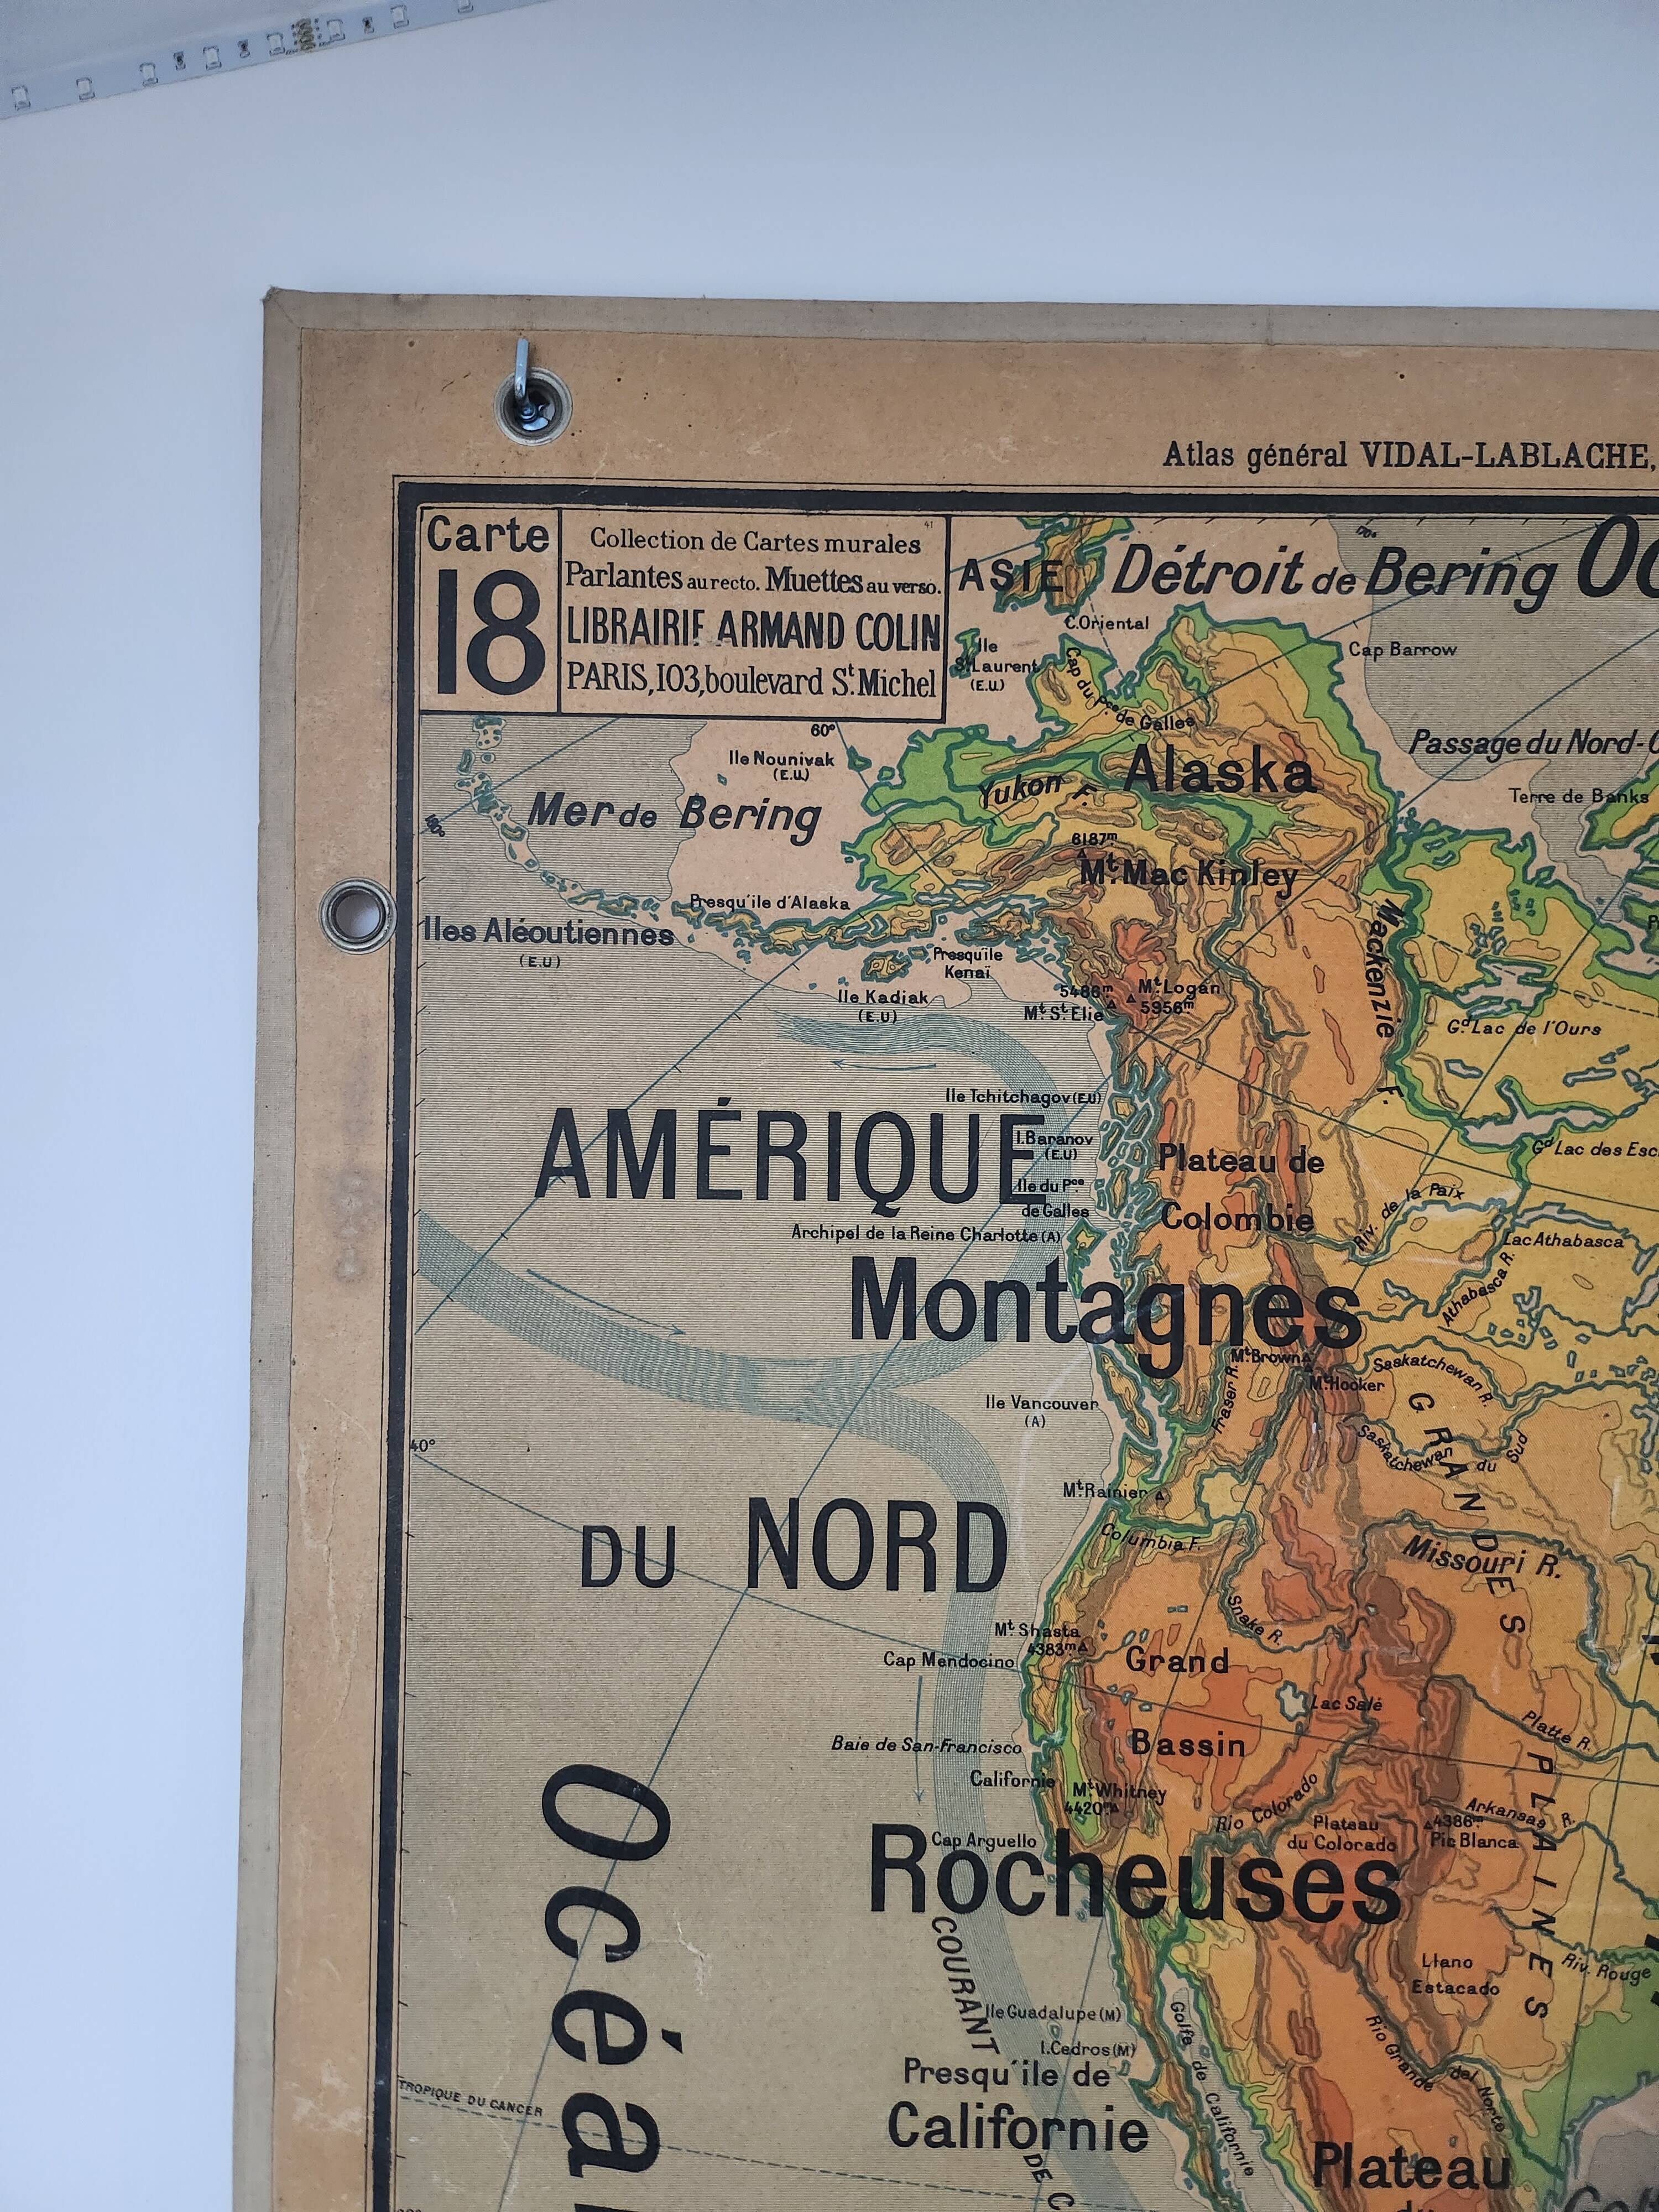 Atlas général VIDAL-LABLACHE,
Carte
18
41
Collection de Cartes murales
Parlantes au recto. Muettes au verso.
LIBRAIRIE ARMAND COLIN
PARIS, 103, boulevard St. Michel
ASIE
Détroit de Bering
C. Oriental
Ile
St Laurent
(E.U)
Cap du Pce de Galles
Cap Barrow
60°
Ile Nounivak
(E.U.)
Alaska
Yukon F.
Passage du Nord-
Terre de Banks
Mer de Bering
6187m
Mt. Mac Kinley
Presqu'ile d'Alaska
Iles Aléoutiennes
(E.U)
Presqu'ile
Kenai
Mackenzie F.
Ile Kadiak
(E.U)
5486m
Mt. St. Elie
Mt. Logan
5956m
Gd. Lac de l'Ours
Ile Tchitchagov (E.U)
AMÉRIQUE
I. Baranov
(E.U)
Gd Lac des Esc
Plateau de
Colombie
Ile du Pce
de Galles
Riv. de la Paix
Archipel de la Reine Charlotte (A)
Lac Athabasca
Athabasca R.
Montagnes
Mt Brown
Mt Hooker
Saskatchewan R.
Fraser R.
Ile Vancouver
(A)
Saskatchewan du Sud
GRANDES
40°
Mt. Rainier
Columbia F.
DU NORD
Missouri R.
Snake R.
Mt. Shasta
4383m
Cap Mendocino
Grand
Bassin
Lac Salé
Platte R.
Baie de San-Francisco
Californie
Mt. Whitney
4420m
Rio Colorado
Plateau
du Colorado
Arkansas R.
4386m
Pic Blanca
PLAINES
Cap Arguello
Rocheuses
Océa
COURANT
DE C
Llano
Estacado
Riv. Rouge
Ile Guadalupe (M)
I. Cedros (M)
Golfe de Californie
Rio Grande del Norte
Presqu'ile de
Californie
TROPIQUE DU CANCER
Plateau